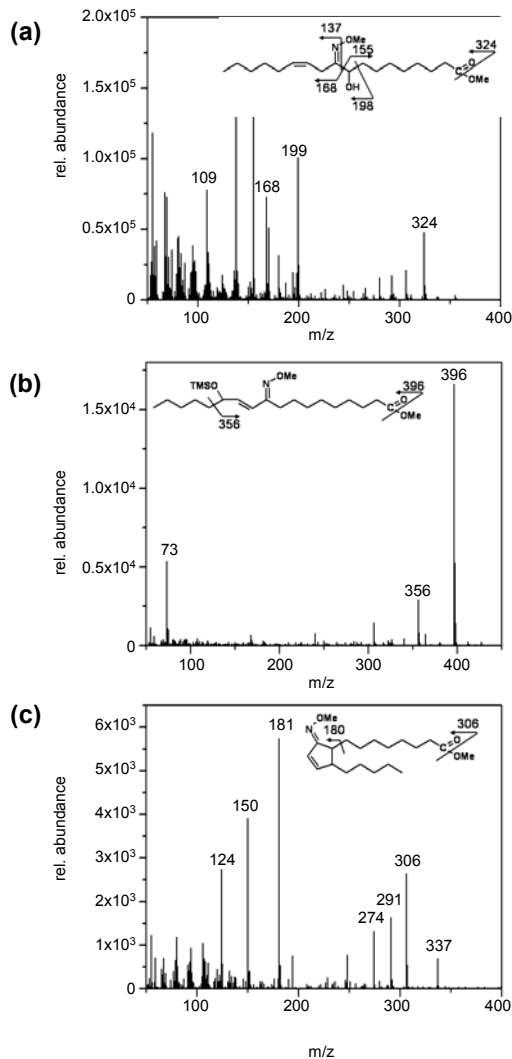 (a)
2.0x10⁵
1.5x10⁵
1.0x10⁵
0.5x10⁵
0
rel. abundance
137
OMe
N
155
324
O
C
OMe
168
OH
198
109
168
199
324
100
200
300
400
m/z
(b)
1.5x10⁴
1.0x10⁴
0.5x10⁴
0
rel. abundance
TMSO
OMe
N
396
O
C
OMe
356
396
73
356
100
200
300
400
m/z
(c)
6x10³
5x10³
4x10³
3x10³
2x10³
1x10³
0
rel. abundance
OMe
N
180
306
O
C
OMe
181
150
124
306
291
274
337
100
200
300
400
m/z